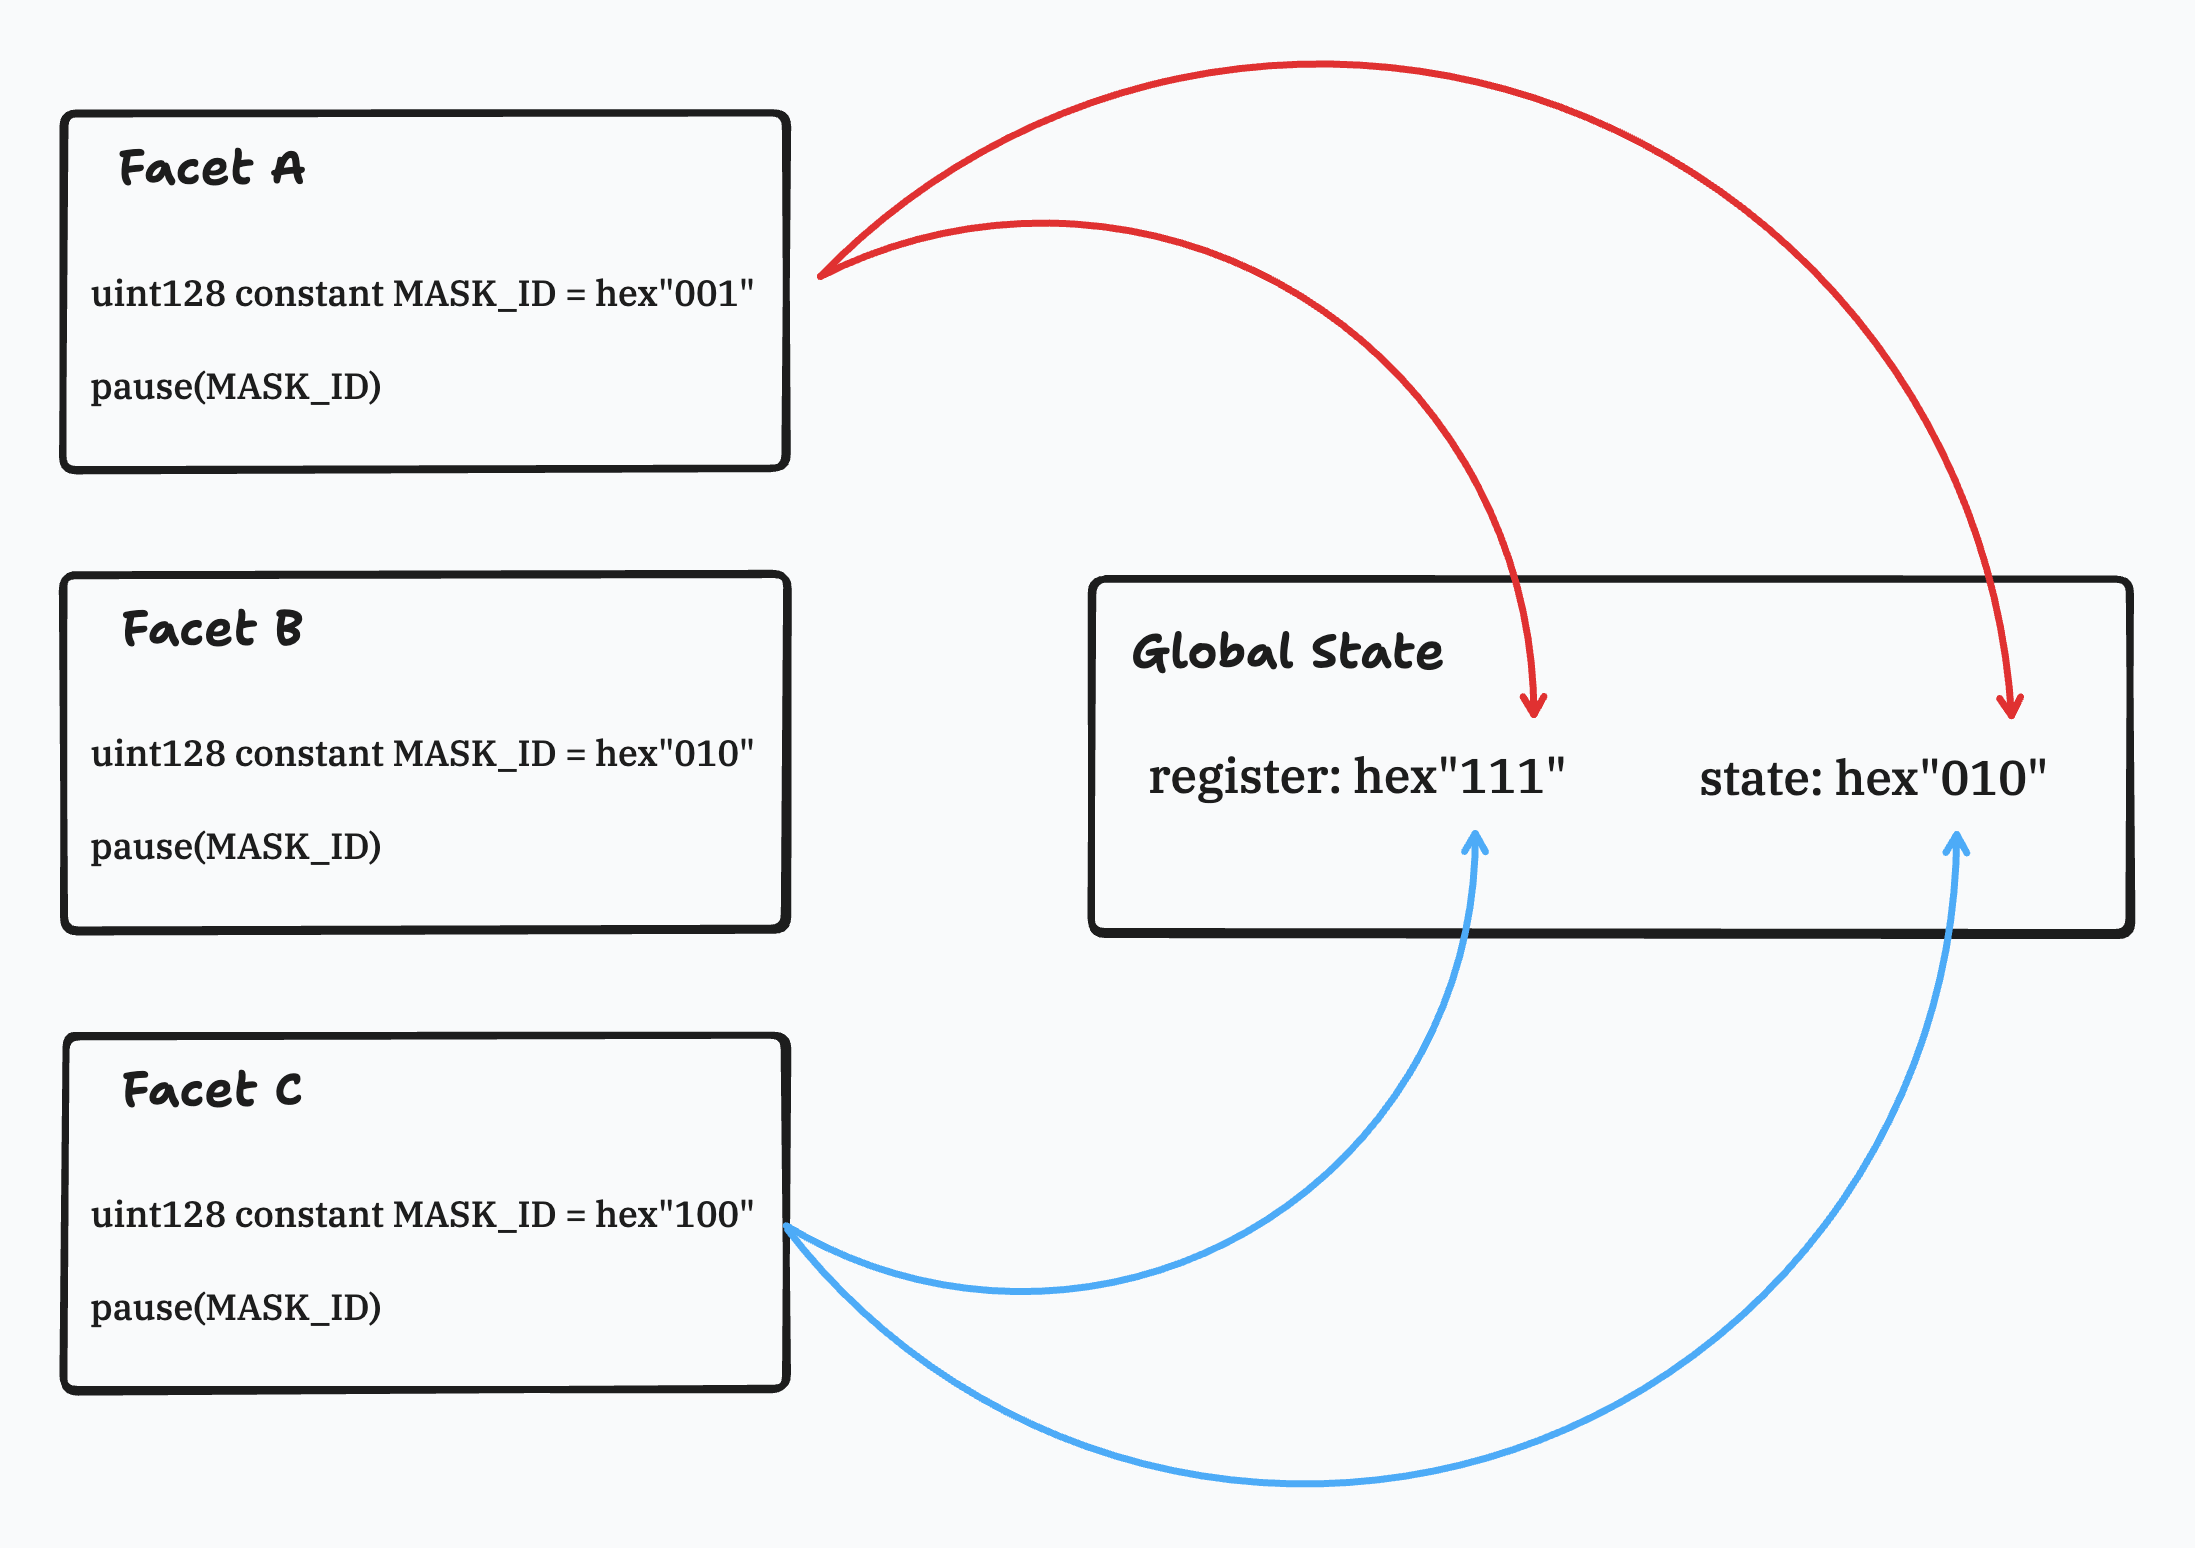 Facet A
uint128 constant MASK_ID = hex"001"
pause(MASK_ID)
Facet B
uint128 constant MASK_ID = hex"010"
pause(MASK_ID)
Facet C
uint128 constant MASK_ID = hex"100"
pause(MASK_ID)
Global State
register: hex"111"
state: hex"010"